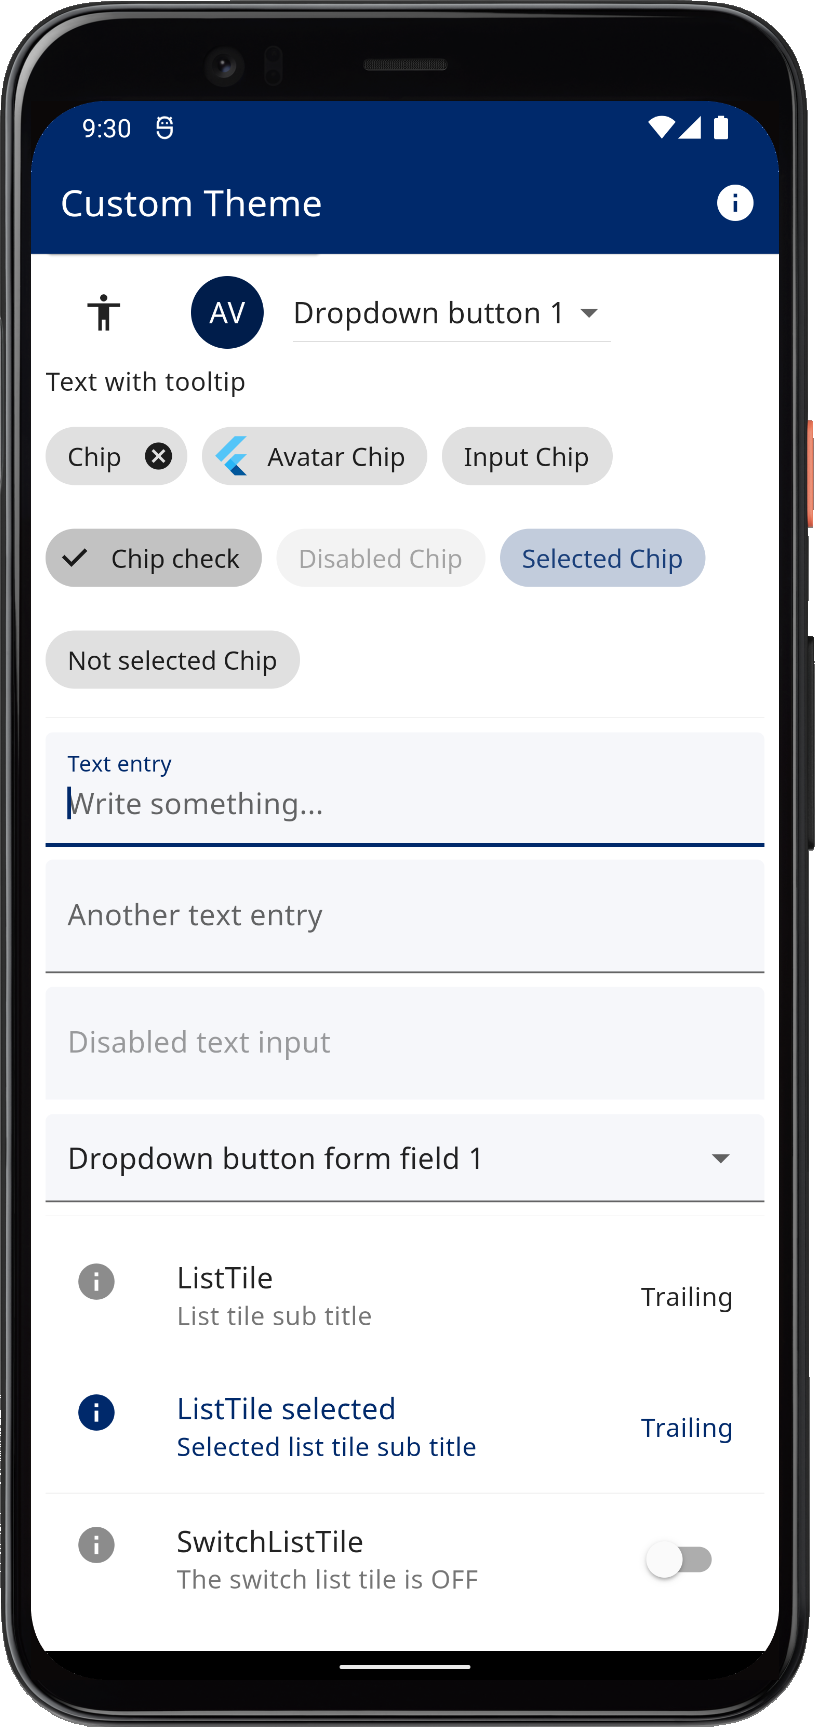 9:30
Custom Theme
AV
Dropdown button 1
Text with tooltip
Chip
Avatar Chip
Input Chip
Chip check
Disabled Chip
Selected Chip
Not selected Chip
Text entry
Write something...
Another text entry
Disabled text input
Dropdown button form field 1
ListTile
List tile sub title
Trailing
ListTile selected
Selected list tile sub title
Trailing
SwitchListTile
The switch list tile is OFF